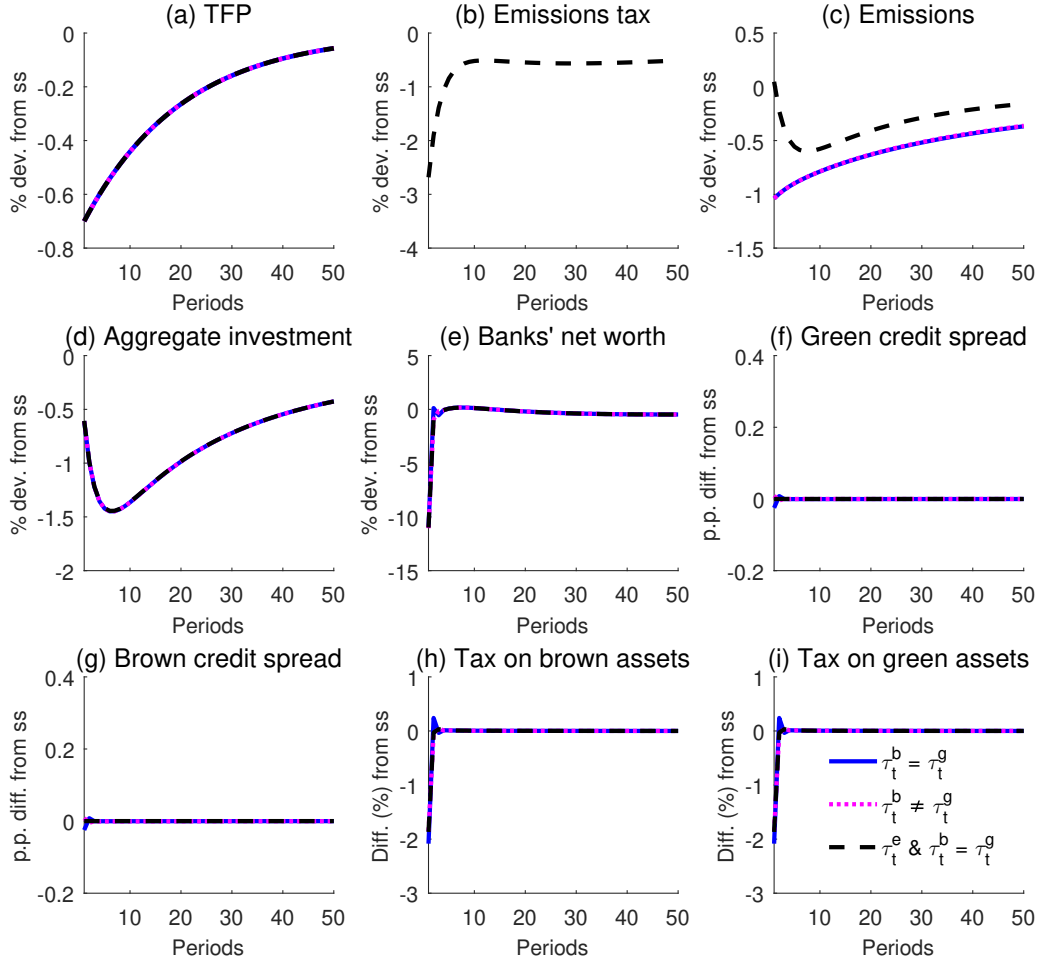 (a) TFP
% dev. from ss
0
-0.2
-0.4
-0.6
-0.8
10 20 30 40 50
Periods
(b) Emissions tax
% dev. from ss
0
-1
-2
-3
-4
10 20 30 40 50
Periods
(c) Emissions
% dev. from ss
0.5
0
-0.5
-1
-1.5
10 20 30 40 50
Periods
(d) Aggregate investment
% dev. from ss
0
-0.5
-1
-1.5
-2
10 20 30 40 50
Periods
(e) Banks' net worth
% dev. from ss
5
0
-5
-10
-15
10 20 30 40 50
Periods
(f) Green credit spread
p.p. diff. from ss
0.4
0.2
0
-0.2
10 20 30 40 50
Periods
(g) Brown credit spread
p.p. diff. from ss
0.4
0.2
0
-0.2
10 20 30 40 50
Periods
(h) Tax on brown assets
Diff. (%) from ss
1
0
-1
-2
-3
10 20 30 40 50
Periods
(i) Tax on green assets
Diff. (%) from ss
1
0
-1
-2
-3
10 20 30 40 50
Periods
τ_t^b = τ_t^g
τ_t^b ≠ τ_t^g
τ_t^e & τ_t^b = τ_t^g